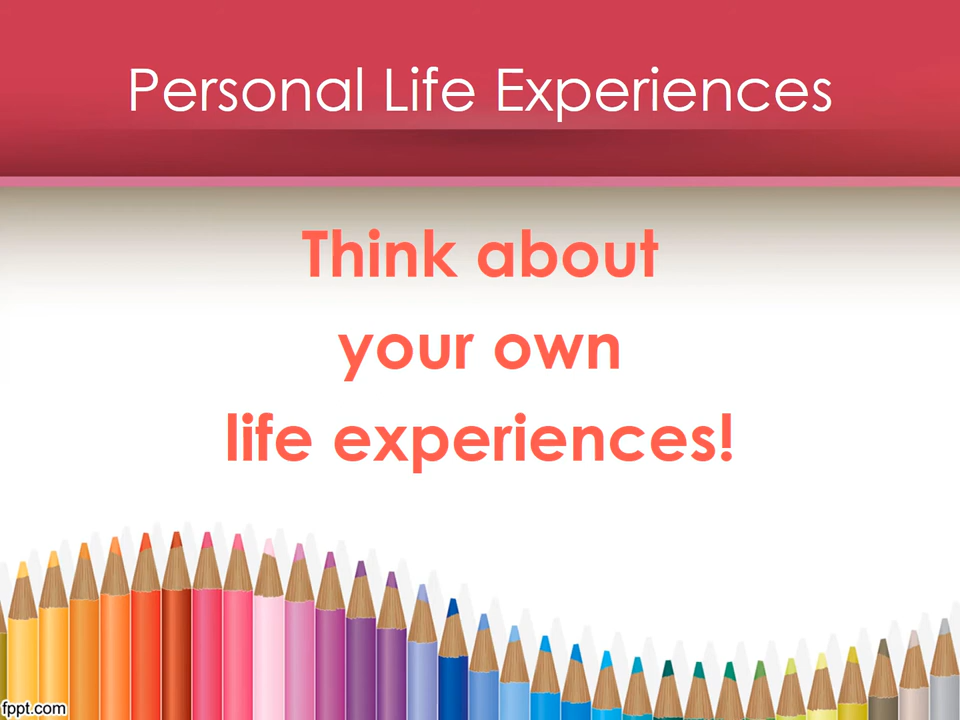 Personal Life Experiences
Think about
your own
life experiences!
fppt.com